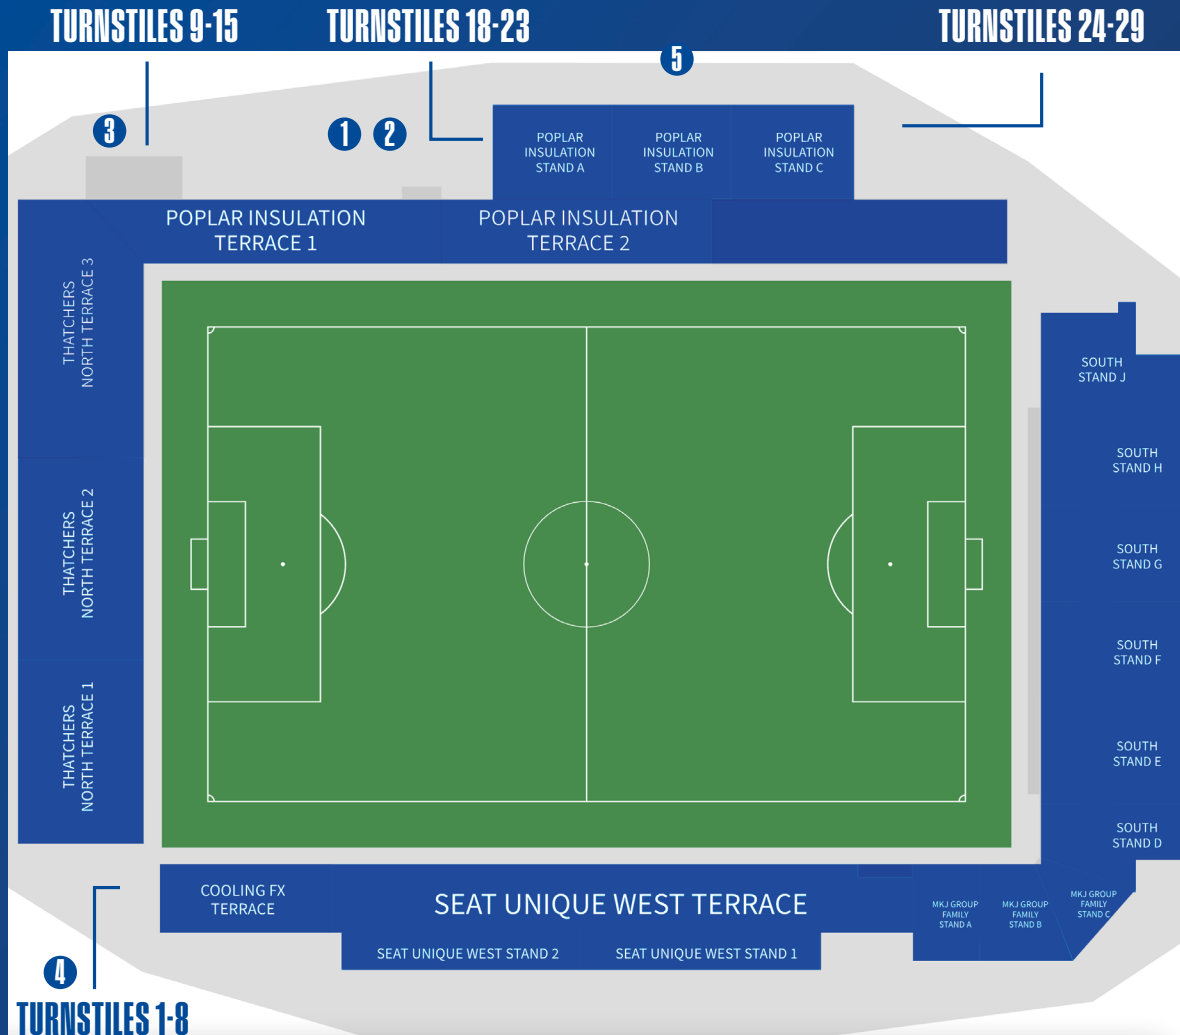 TURNSTILES 9-15
TURNSTILES 18-23
TURNSTILES 24-29
5
3
1
2
POPLAR
INSULATION
STAND A
POPLAR
INSULATION
STAND B
POPLAR
INSULATION
STAND C
POPLAR INSULATION
TERRACE 1
POPLAR INSULATION
TERRACE 2
THATCHERS
NORTH TERRACE 3
THATCHERS
NORTH TERRACE 2
THATCHERS
NORTH TERRACE 1
SOUTH
STAND J
SOUTH
STAND H
SOUTH
STAND G
SOUTH
STAND F
SOUTH
STAND E
SOUTH
STAND D
COOLING FX
TERRACE
SEAT UNIQUE WEST TERRACE
MKJ GROUP
FAMILY
STAND A
MKJ GROUP
FAMILY
STAND B
MKJ GROUP
FAMILY
STAND C
SEAT UNIQUE WEST STAND 2
SEAT UNIQUE WEST STAND 1
4
TURNSTILES 1-8